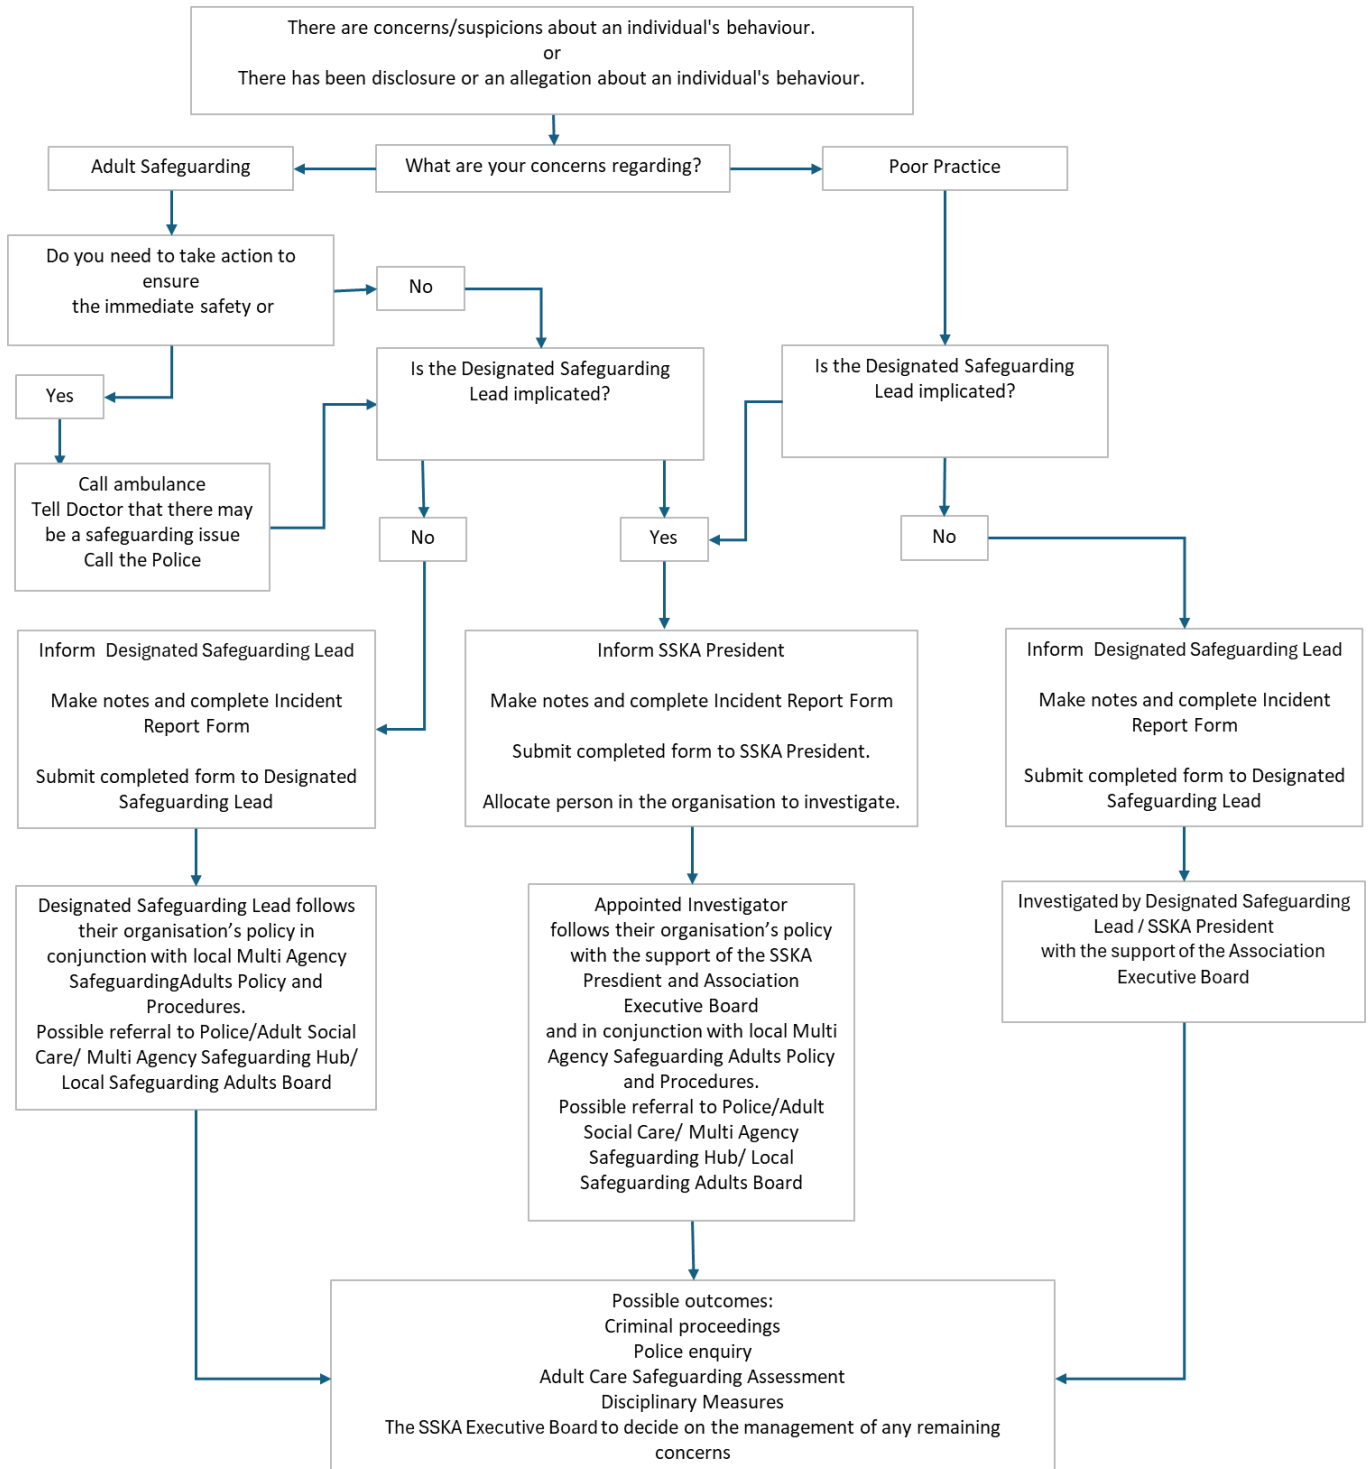 There are concerns/suspicions about an individual's behaviour.
or
There has been disclosure or an allegation about an individual's behaviour.
Adult Safeguarding
What are your concerns regarding?
Poor Practice
Do you need to take action to
ensure
the immediate safety or
No
Yes
Is the Designated Safeguarding
Lead implicated?
Is the Designated Safeguarding
Lead implicated?
Call ambulance
Tell Doctor that there may
be a safeguarding issue
Call the Police
No
Yes
No
Inform Designated Safeguarding Lead
Make notes and complete Incident
Report Form
Submit completed form to Designated
Safeguarding Lead
Inform SSKA President
Make notes and complete Incident Report Form
Submit completed form to SSKA President.
Allocate person in the organisation to investigate.
Inform Designated Safeguarding Lead
Make notes and complete Incident
Report Form
Submit completed form to Designated
Safeguarding Lead
Designated Safeguarding Lead follows
their organisation’s policy in
conjunction with local Multi Agency
SafeguardingAdults Policy and
Procedures.
Possible referral to Police/Adult Social
Care/ Multi Agency Safeguarding Hub/
Local Safeguarding Adults Board
Appointed Investigator
follows their organisation’s policy
with the support of the SSKA
Presdient and Association
Executive Board
and in conjunction with local Multi
Agency Safeguarding Adults Policy
and Procedures.
Possible referral to Police/Adult
Social Care/ Multi Agency
Safeguarding Hub/ Local
Safeguarding Adults Board
Investigated by Designated Safeguarding
Lead / SSKA President
with the support of the Association
Executive Board
Possible outcomes:
Criminal proceedings
Police enquiry
Adult Care Safeguarding Assessment
Disciplinary Measures
The SSKA Executive Board to decide on the management of any remaining
concerns